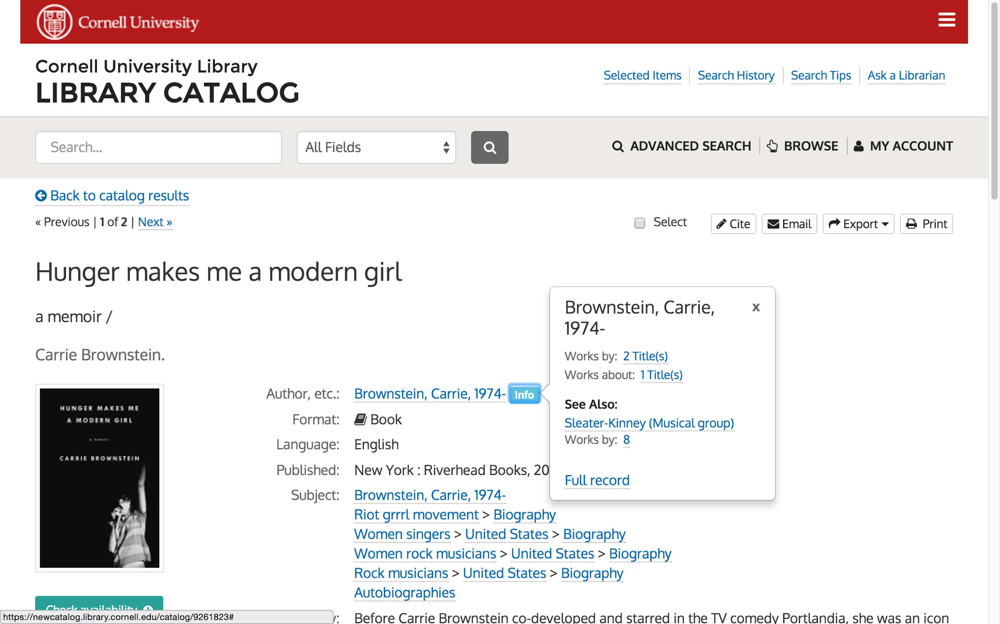 Cornell University
Cornell University Library
LIBRARY CATALOG
Selected Items
Search History
Search Tips
Ask a Librarian
Search...
All Fields
ADVANCED SEARCH
BROWSE
MY ACCOUNT
Back to catalog results
« Previous | 1 of 2 | Next »
Select
Cite
Email
Export
Print
Hunger makes me a modern girl
a memoir /
Carrie Brownstein.
HUNGER MAKES ME
A MODERN GIRL
a memoir
CARRIE BROWNSTEIN
Author, etc.: Brownstein, Carrie, 1974- Info
Format: Book
Language: English
Published: New York : Riverhead Books, 20
Subject: Brownstein, Carrie, 1974-
Riot grrrl movement > Biography
Women singers > United States > Biography
Women rock musicians > United States > Biography
Rock musicians > United States > Biography
Autobiographies
Before Carrie Brownstein co-developed and starred in the TV comedy Portlandia, she was an icon
Brownstein, Carrie,
1974-
x
Works by: 2 Title(s)
Works about: 1 Title(s)
See Also:
Sleater-Kinney (Musical group)
Works by: 8
Full record
Check availability
https://newcatalog.library.cornell.edu/catalog/9261823#